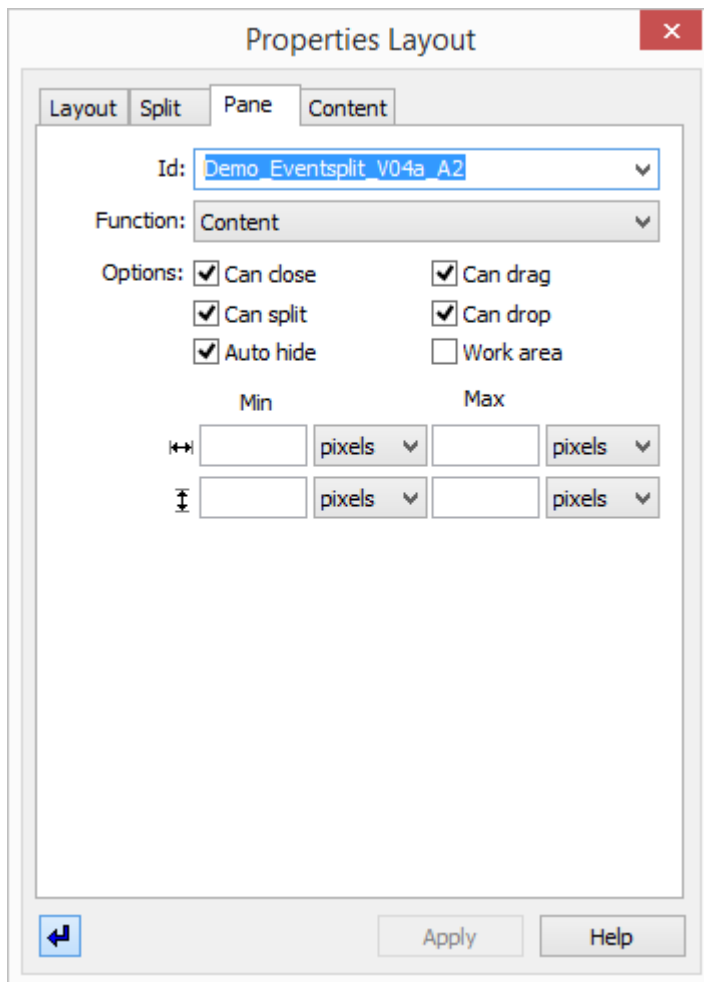 Properties Layout
Layout Split Pane Content
Id: Demo_Eventsplit_V04a_A2
Function: Content
Options: Can close Can drag
Can split Can drop
Auto hide Work area
Min Max
pixels pixels
pixels pixels
Apply Help